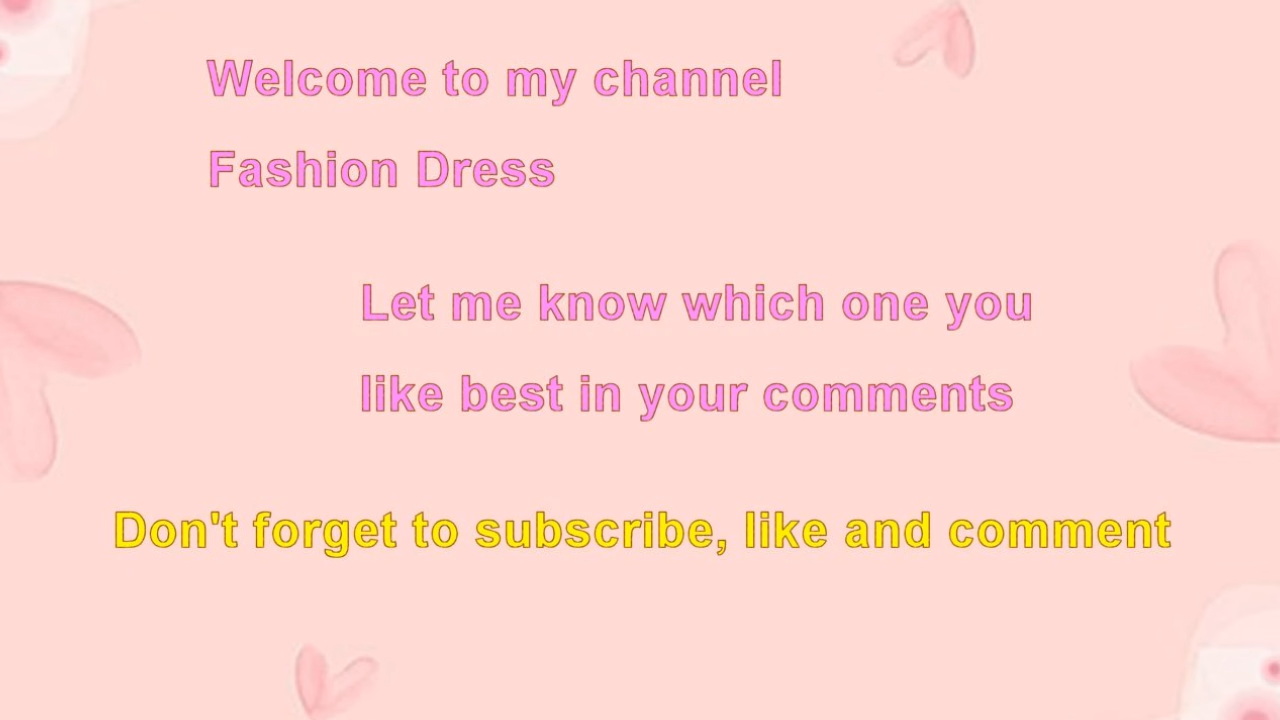 Welcome to my channel
Fashion Dress
Let me know which one you
like best in your comments
Don't forget to subscribe, like and comment